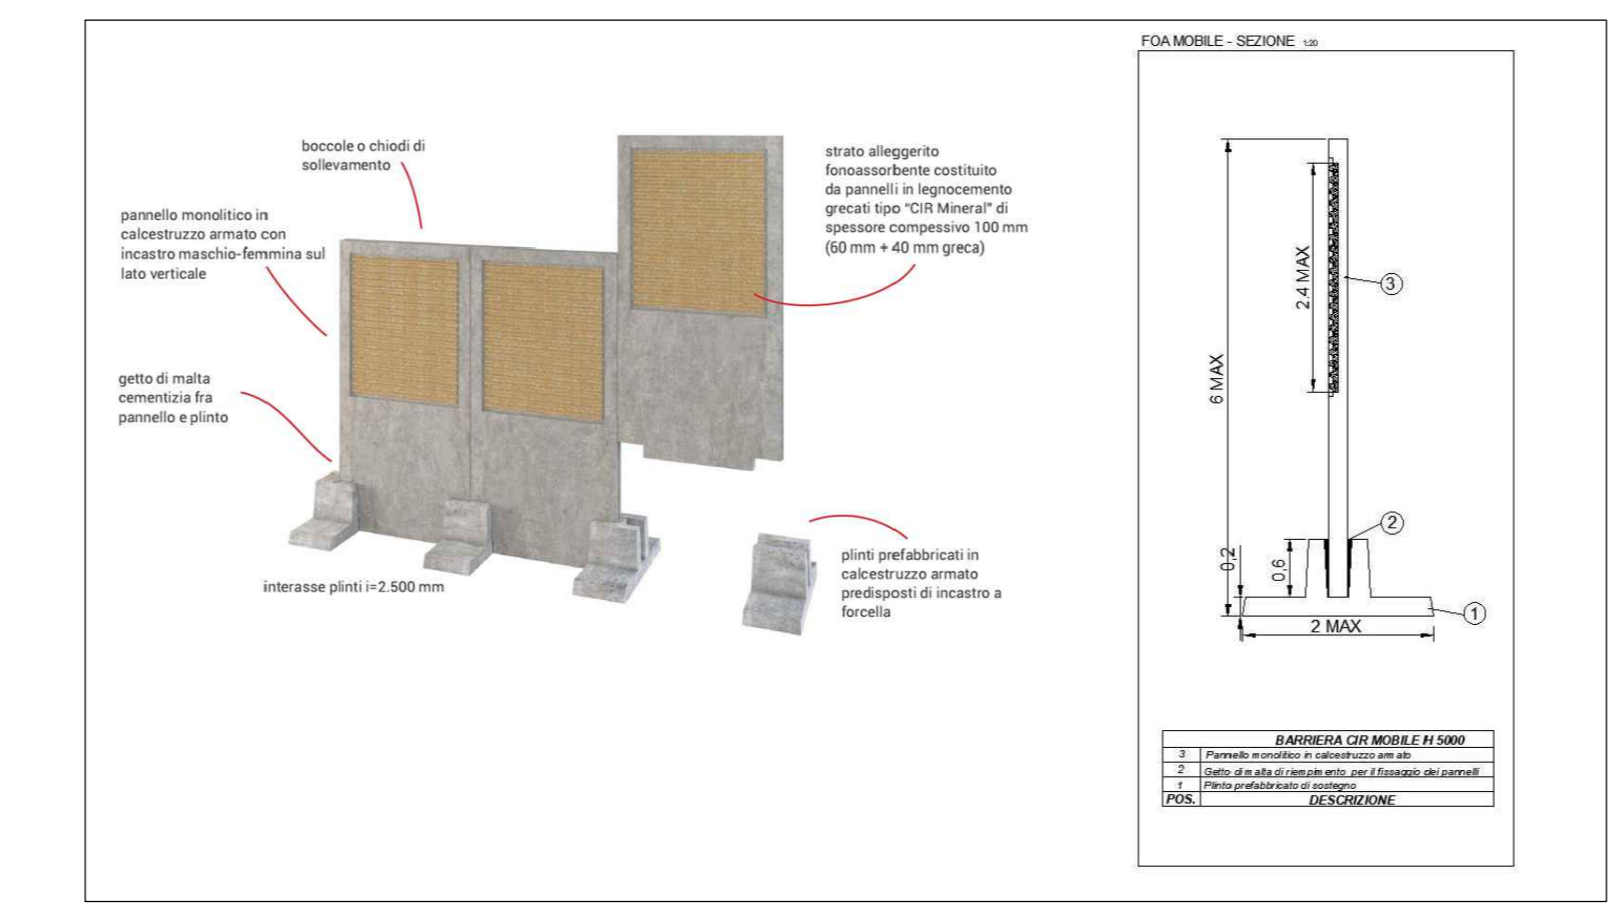 FOA MOBILE - SEZIONE 1:20
boccole o chiodi di
sollevamento
strato alleggerito
fonoassorbente costituito
da pannelli in legnocemento
grecati tipo “CIR Mineral” di
spessore compessivo 100 mm
(60 mm + 40 mm greca)
pannello monolitico in
calcestruzzo armato con
incastro maschio-femmina sul
lato verticale
getto di malta
cementizia fra
pannello e plinto
interasse plinti i=2.500 mm
plinti prefabbricati in
calcestruzzo armato
predisposti di incastro a
forcella
6 MAX
2.4 MAX
3
2
0,2
0,6
1
2 MAX
BARRIERA CIR MOBILE H 5000
3 Pannello monolitico in calcestruzzo armato
2 Getto di malta di riempimento per il fissaggio dei pannelli
1 Plinto prefabbricato di sostegno
POS. DESCRIZIONE